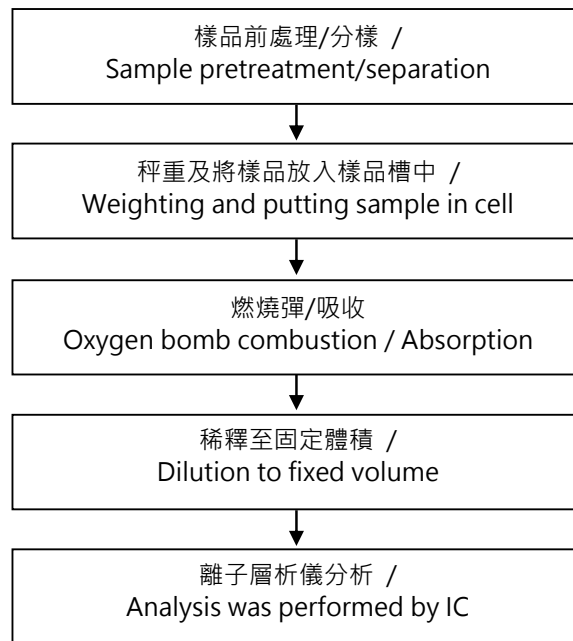 樣品前處理/分樣 /
Sample pretreatment/separation
秤重及將樣品放入樣品槽中 /
Weighting and putting sample in cell
燃燒彈/吸收
Oxygen bomb combustion / Absorption
稀釋至固定體積 /
Dilution to fixed volume
離子層析儀分析 /
Analysis was performed by IC